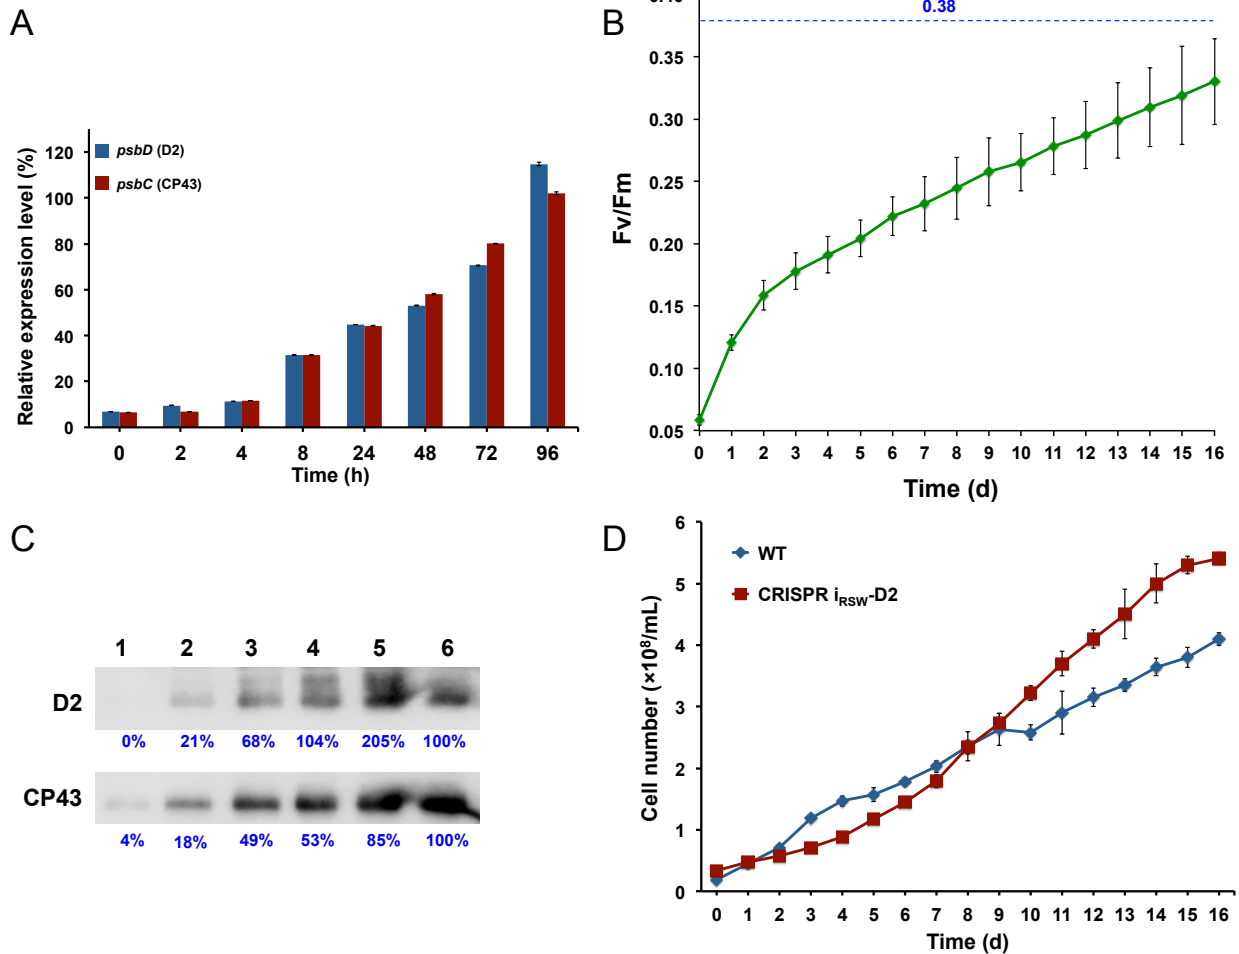 A
psbD (D2)
psbC (CP43)
Relative expression level (%)
120
100
80
60
40
20
0
0 2 4 8 24 48 72 96
Time (h)
B
0.38
0.35
0.30
0.25
0.20
0.15
0.10
0.05
Fv/Fm
0 1 2 3 4 5 6 7 8 9 10 11 12 13 14 15 16
Time (d)
C
1 2 3 4 5 6
D2
0% 21% 68% 104% 205% 100%
CP43
4% 18% 49% 53% 85% 100%
D
WT
CRISPR iRSW-D2
Cell number (×10⁸/mL)
6
5
4
3
2
1
0
0 1 2 3 4 5 6 7 8 9 10 11 12 13 14 15 16
Time (d)